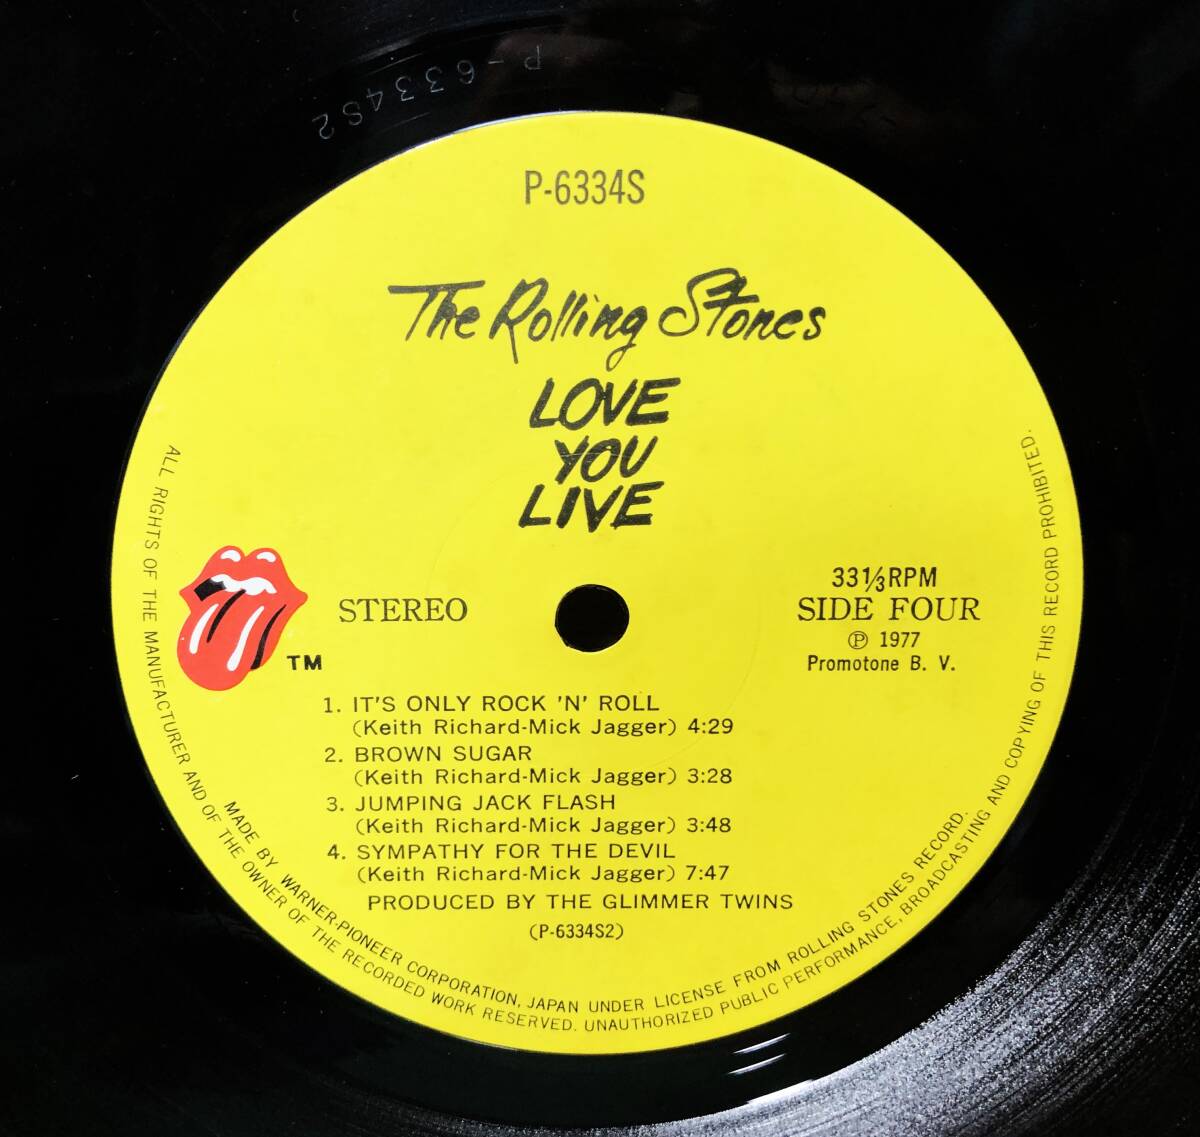 P-6334S2
P-6334S
The Rolling Stones
LOVE
YOU
LIVE
STEREO
TM
33 1/3 RPM
SIDE FOUR
Ⓟ 1977
Promotone B. V.
1. IT'S ONLY ROCK 'N' ROLL
(Keith Richard-Mick Jagger) 4:29
2. BROWN SUGAR
(Keith Richard-Mick Jagger) 3:28
3. JUMPING JACK FLASH
(Keith Richard-Mick Jagger) 3:48
4. SYMPATHY FOR THE DEVIL
(Keith Richard-Mick Jagger) 7:47
PRODUCED BY THE GLIMMER TWINS
(P-6334S2)
MADE BY WARNER-PIONEER CORPORATION, JAPAN UNDER LICENSE FROM ROLLING STONES RECORD.
ALL RIGHTS OF THE MANUFACTURER AND OF THE OWNER OF THE RECORDED WORK RESERVED. UNAUTHORIZED PUBLIC PERFORMANCE, BROADCASTING AND COPYING OF THIS RECORD PROHIBITED.